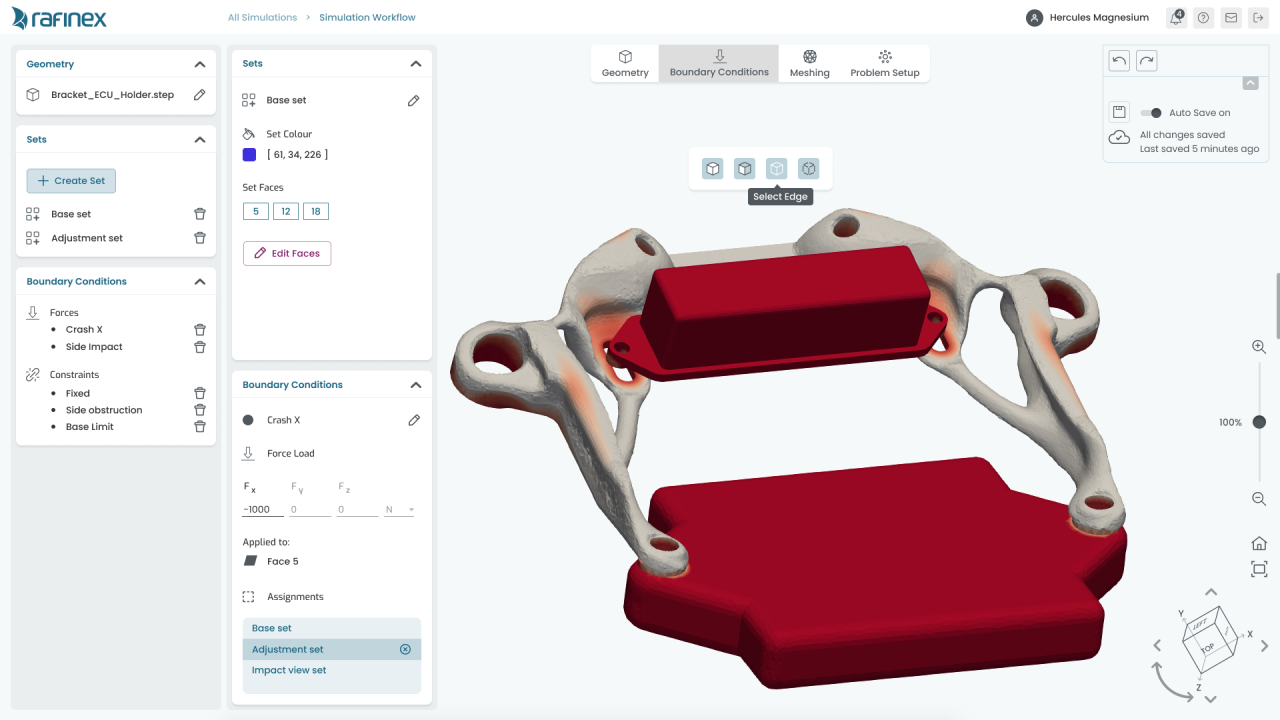 rafinex
All Simulations > Simulation Workflow
Hercules Magnesium
4
Geometry
Bracket_ECU_Holder.step
Sets
Create Set
Base set
Adjustment set
Boundary Conditions
Forces
Crash X
Side Impact
Constraints
Fixed
Side obstruction
Base Limit
Sets
Base set
Set Colour
[ 61, 34, 226 ]
Set Faces
5 12 18
Edit Faces
Boundary Conditions
Crash X
Force Load
Fx Fy Fz
-1000 0 0 N
Applied to:
Face 5
Assignments
Base set
Adjustment set
Impact view set
Geometry
Boundary Conditions
Meshing
Problem Setup
Select Edge
Auto Save on
All changes saved
Last saved 5 minutes ago
100%
Y
LEFT
X
TOP
Z